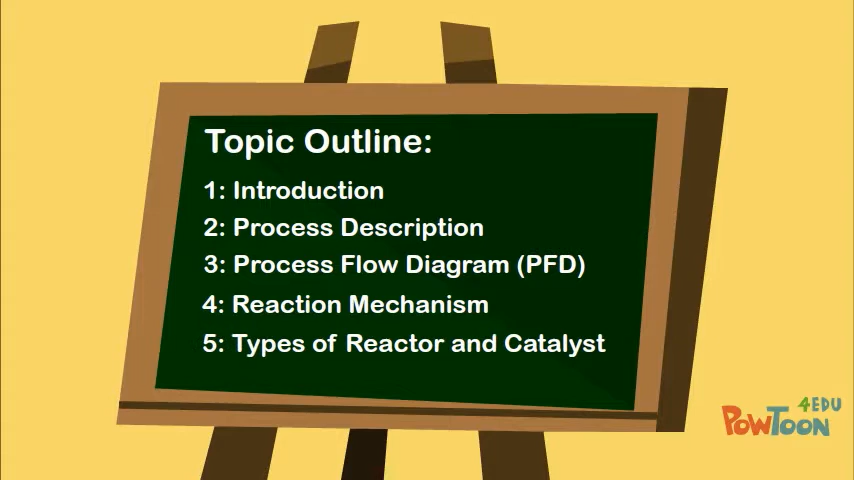 Topic Outline:
1: Introduction
2: Process Description
3: Process Flow Diagram (PFD)
4: Reaction Mechanism
5: Types of Reactor and Catalyst
4EDU
POWTOON